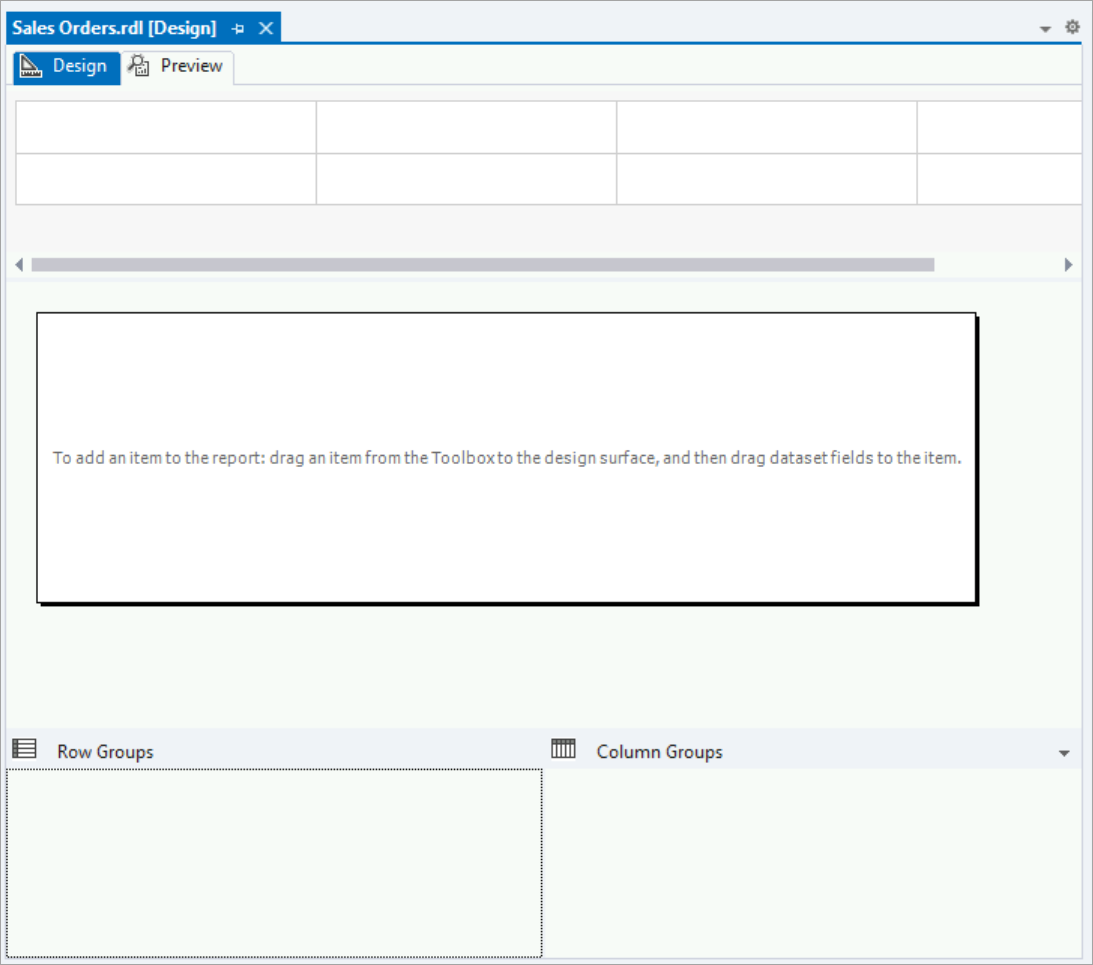 Sales Orders.rdl [Design]
Design Preview
To add an item to the report: drag an item from the Toolbox to the design surface, and then drag dataset fields to the item.
Row Groups Column Groups